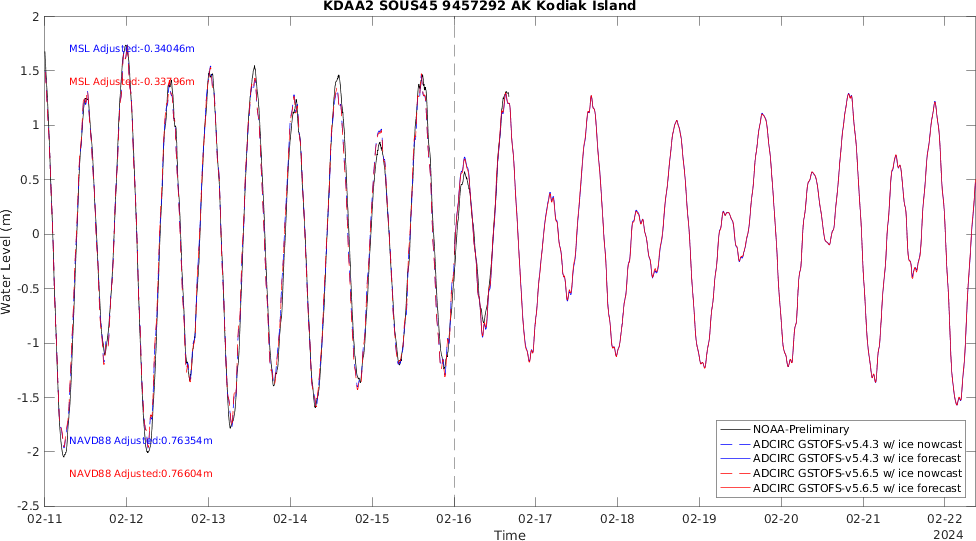 KDAA2 SOUS45 9457292 AK Kodiak Island
2
1.5
1
0.5
0
-0.5
-1
-1.5
-2
-2.5
Water Level (m)
MSL Adjusted:-0.34046m
MSL Adjusted:-0.33796m
NAVD88 Adjusted:0.76354m
NAVD88 Adjusted:0.76604m
NOAA-Preliminary
ADCIRC GSTOFS-v5.4.3 w/ ice nowcast
ADCIRC GSTOFS-v5.4.3 w/ ice forecast
ADCIRC GSTOFS-v5.6.5 w/ ice nowcast
ADCIRC GSTOFS-v5.6.5 w/ ice forecast
02-11 02-12 02-13 02-14 02-15 02-16 02-17 02-18 02-19 02-20 02-21 02-22
Time
2024